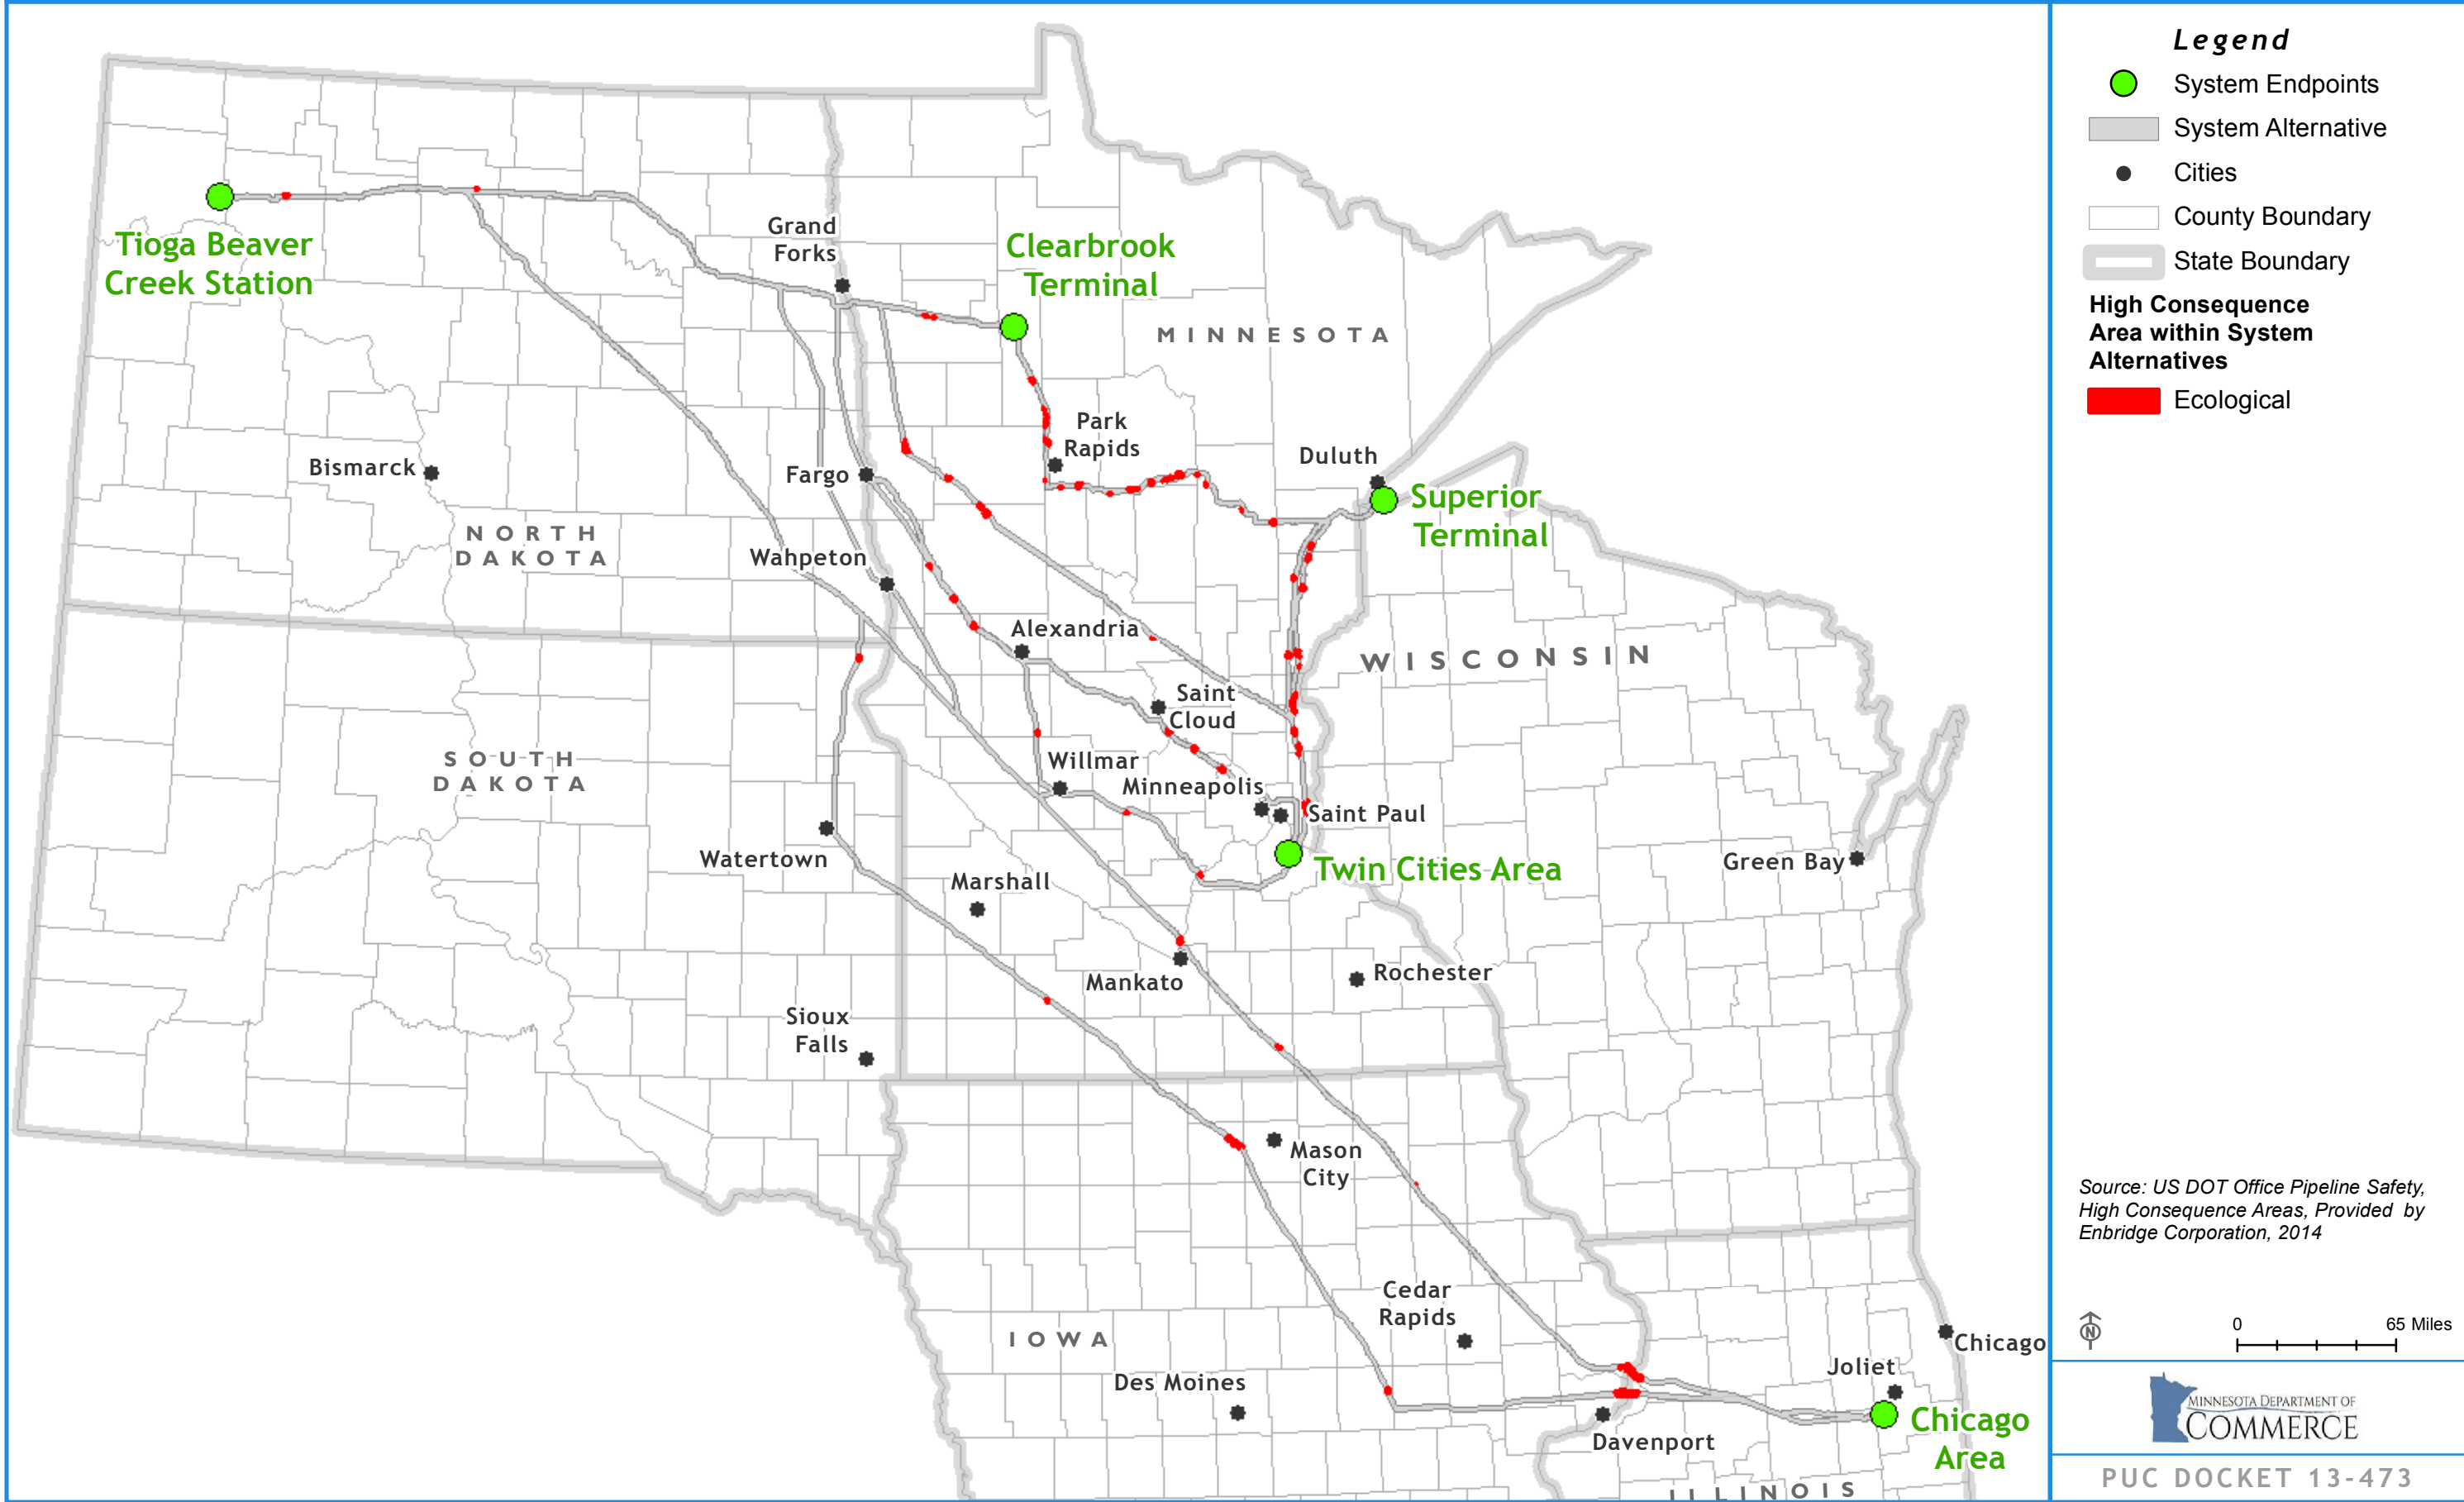 Grand
Forks
Tioga Beaver
Creek Station
Clearbrook
Terminal
MINNESOTA
Park
Rapids
Duluth
Bismarck
Fargo
Superior
Terminal
NORTH
DAKOTA
Wahpeton
Alexandria
WISCONSIN
Saint
Cloud
SOUTH
DAKOTA
Willmar
Minneapolis
Saint Paul
Watertown
Twin Cities Area
Green Bay
Marshall
Mankato
Rochester
Sioux
Falls
Mason
City
Cedar
Rapids
IOWA
Chicago
Des Moines
Joliet
Davenport
Chicago
Area
ILLINOIS
Legend
System Endpoints
System Alternative
Cities
County Boundary
State Boundary
High Consequence
Area within System
Alternatives
Ecological
Source: US DOT Office Pipeline Safety,
High Consequence Areas, Provided by
Enbridge Corporation, 2014
N
0 65 Miles
MINNESOTA DEPARTMENT OF
COMMERCE
PUC DOCKET 13-473